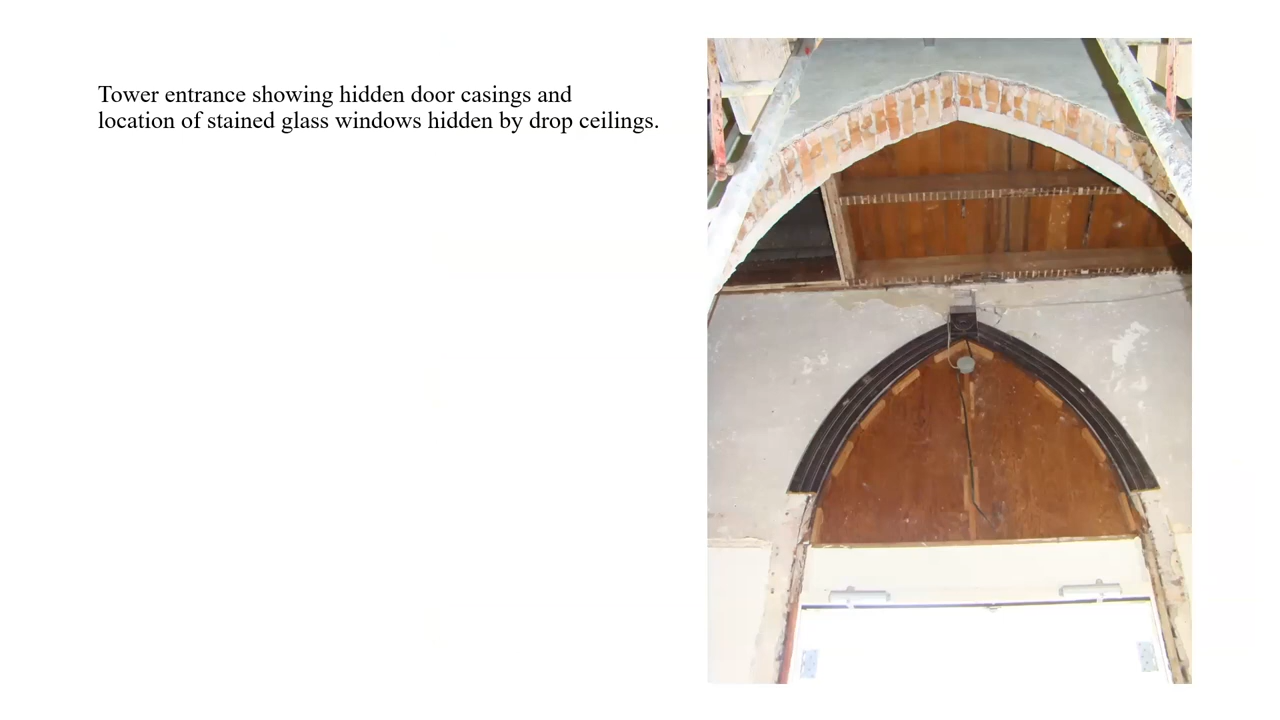 Tower entrance showing hidden door casings and
location of stained glass windows hidden by drop ceilings.